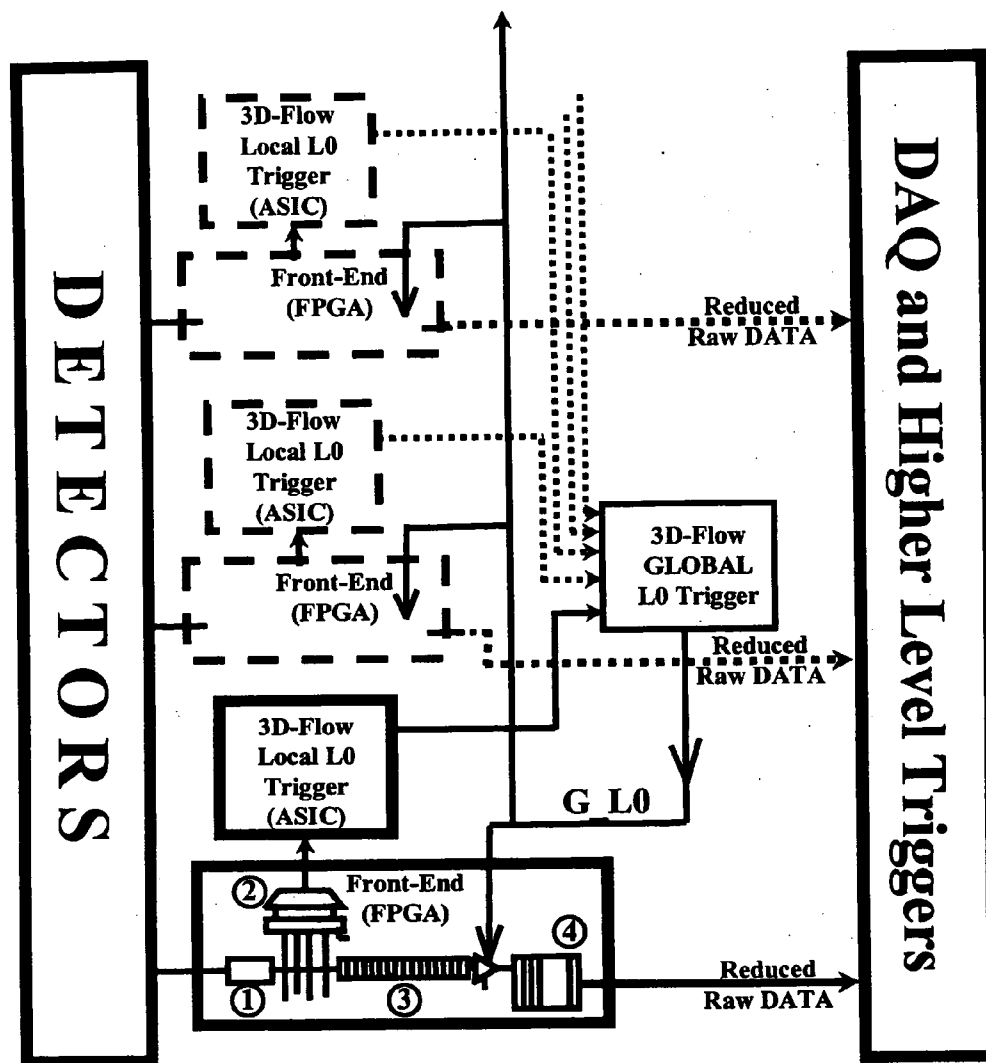 DETECTORS
3D-Flow
Local L0
Trigger
(ASIC)
Front-End
(FPGA)
Reduced
Raw DATA
3D-Flow
Local L0
Trigger
(ASIC)
Front-End
(FPGA)
3D-Flow
GLOBAL
L0 Trigger
Reduced
Raw DATA
3D-Flow
Local L0
Trigger
(ASIC)
G_L0
Front-End
(FPGA)
①
②
③
④
Reduced
Raw DATA
DAQ and Higher Level Triggers